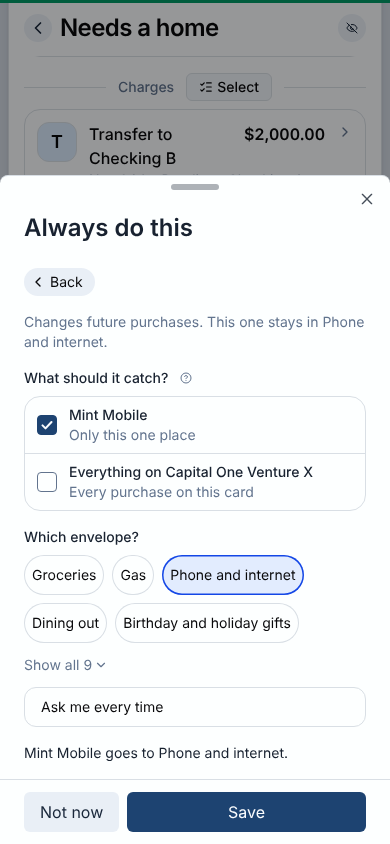 Needs a home
Charges
Select
T
Transfer to
Checking B
$2,000.00
Always do this
Back
Changes future purchases. This one stays in Phone
and internet.
What should it catch?
Mint Mobile
Only this one place
Everything on Capital One Venture X
Every purchase on this card
Which envelope?
Groceries
Gas
Phone and internet
Dining out
Birthday and holiday gifts
Show all 9
Ask me every time
Mint Mobile goes to Phone and internet.
Not now
Save